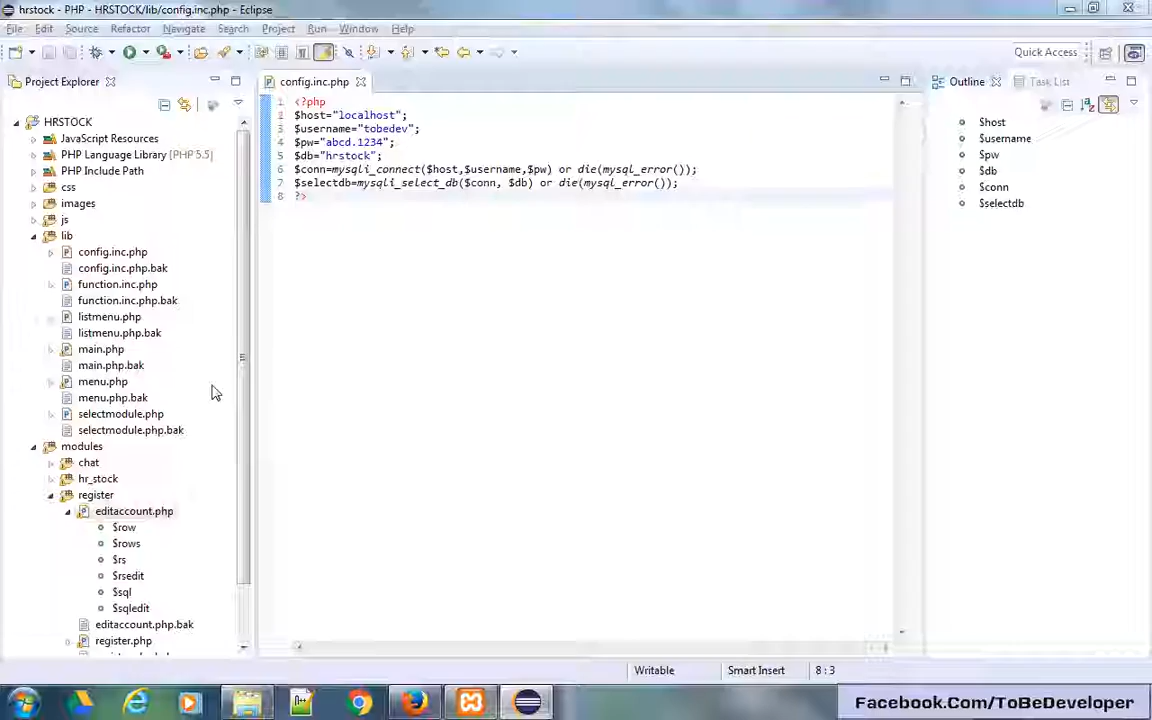 hrstock - PHP - HRSTOCK/lib/config.inc.php - Eclipse
File Edit Source Refactor Navigate Search Project Run Window Help
Quick Access
Project Explorer
config.inc.php
Outline
Task List
HRSTOCK
JavaScript Resources
PHP Language Library [PHP 5.5]
PHP Include Path
css
images
js
lib
config.inc.php
config.inc.php.bak
function.inc.php
function.inc.php.bak
listmenu.php
listmenu.php.bak
main.php
main.php.bak
menu.php
menu.php.bak
selectmodule.php
selectmodule.php.bak
modules
chat
hr_stock
register
editaccount.php
$row
$rows
$rs
$rsedit
$sql
$sqledit
editaccount.php.bak
register.php
1 <?php
2 $host="localhost";
3 $username="tobedev";
4 $pw="abcd.1234";
5 $db="hrstock";
6 $conn=mysqli_connect($host,$username,$pw) or die(mysql_error());
7 $selectdb=mysqli_select_db($conn, $db) or die(mysql_error());
8 ?>
$host
$username
$pw
$db
$conn
$selectdb
Writable
Smart Insert
8 : 3
Facebook.Com/ToBeDeveloper